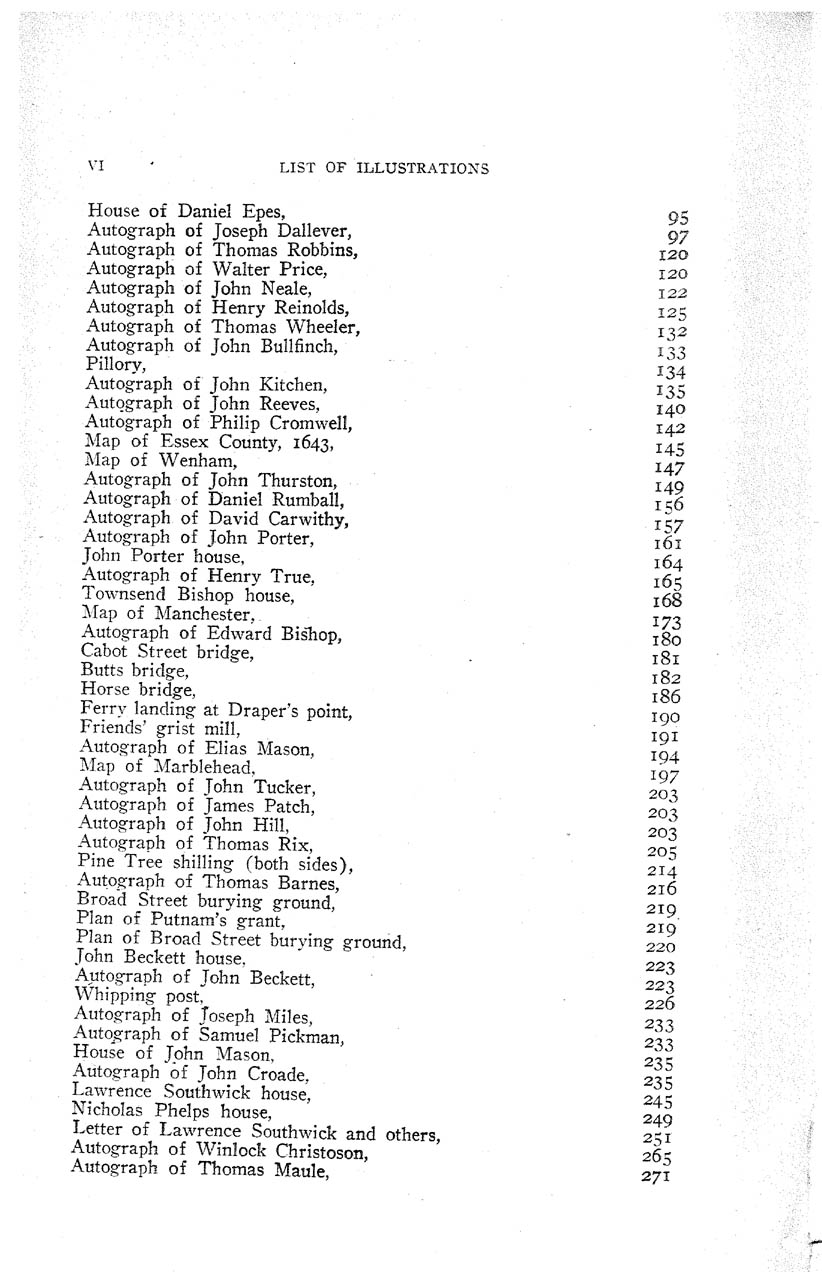 VI LIST OF ILLUSTRATIONS
House of Daniel Epes, 95
Autograph of Joseph Dallever, 97
Autograph of Thomas Robbins, 120
Autograph of Walter Price, 120
Autograph of John Neale, 122
Autograph of Henry Reinolds, 125
Autograph of Thomas Wheeler, 132
Autograph of John Bullfinch, 133
Pillory, 134
Autograph of John Kitchen, 135
Autograph of John Reeves, 140
Autograph of Philip Cromwell, 142
Map of Essex County, 1643, 145
Map of Wenham, 147
Autograph of John Thurston, 149
Autograph of Daniel Rumball, 156
Autograph of David Carwithy, 157
Autograph of John Porter, 161
John Porter house, 164
Autograph of Henry True, 165
Townsend Bishop house, 168
Map of Manchester, 173
Autograph of Edward Bishop, 180
Cabot Street bridge, 181
Butts bridge, 182
Horse bridge, 186
Ferry landing at Draper's point, 190
Friends' grist mill, 191
Autograph of Elias Mason, 194
Map of Marblehead, 197
Autograph of John Tucker, 203
Autograph of James Patch, 203
Autograph of John Hill, 203
Autograph of Thomas Rix, 205
Pine Tree shilling (both sides), 214
Autograph of Thomas Barnes, 216
Broad Street burying ground, 219
Plan of Putnam's grant, 219
Plan of Broad Street burying ground, 220
John Beckett house, 223
Autograph of John Beckett, 223
Whipping post, 226
Autograph of Joseph Miles, 233
Autograph of Samuel Pickman, 233
House of John Mason, 235
Autograph of John Croade, 235
Lawrence Southwick house, 245
Nicholas Phelps house, 249
Letter of Lawrence Southwick and others, 251
Autograph of Winlock Christoson, 265
Autograph of Thomas Maule, 271